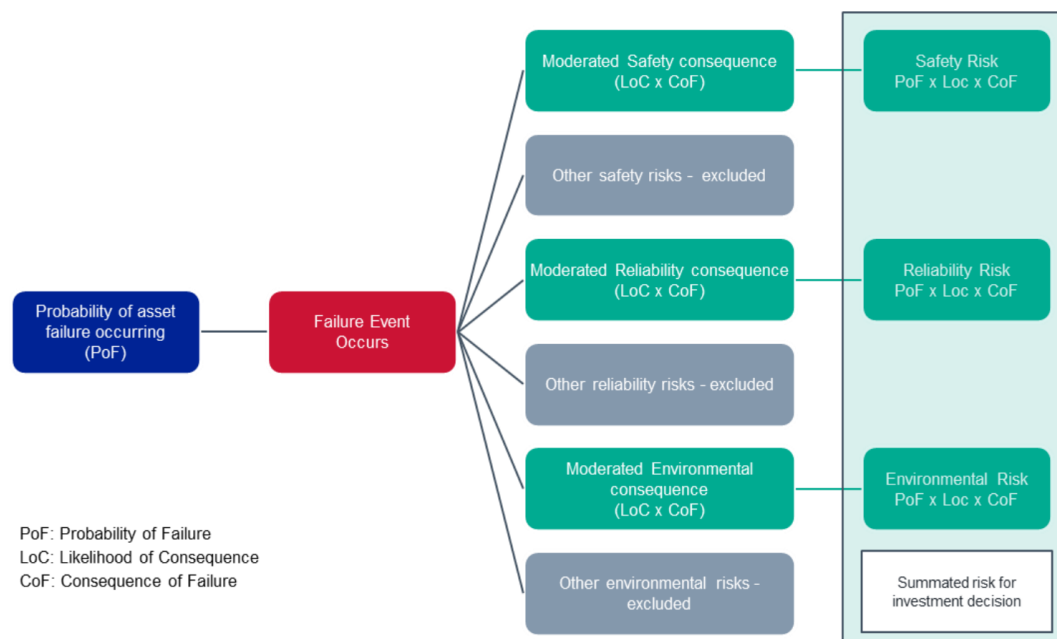 Moderated Safety consequence
(LoC x CoF)
Safety Risk
PoF x Loc x CoF
Other safety risks - excluded
Moderated Reliability consequence
(LoC x CoF)
Reliability Risk
PoF x Loc x CoF
Probability of asset
failure occurring
(PoF)
Failure Event
Occurs
Other reliability risks - excluded
Moderated Environmental
consequence
(LoC x CoF)
Environmental Risk
PoF x Loc x CoF
PoF: Probability of Failure
LoC: Likelihood of Consequence
CoF: Consequence of Failure
Other environmental risks -
excluded
Summated risk for
investment decision